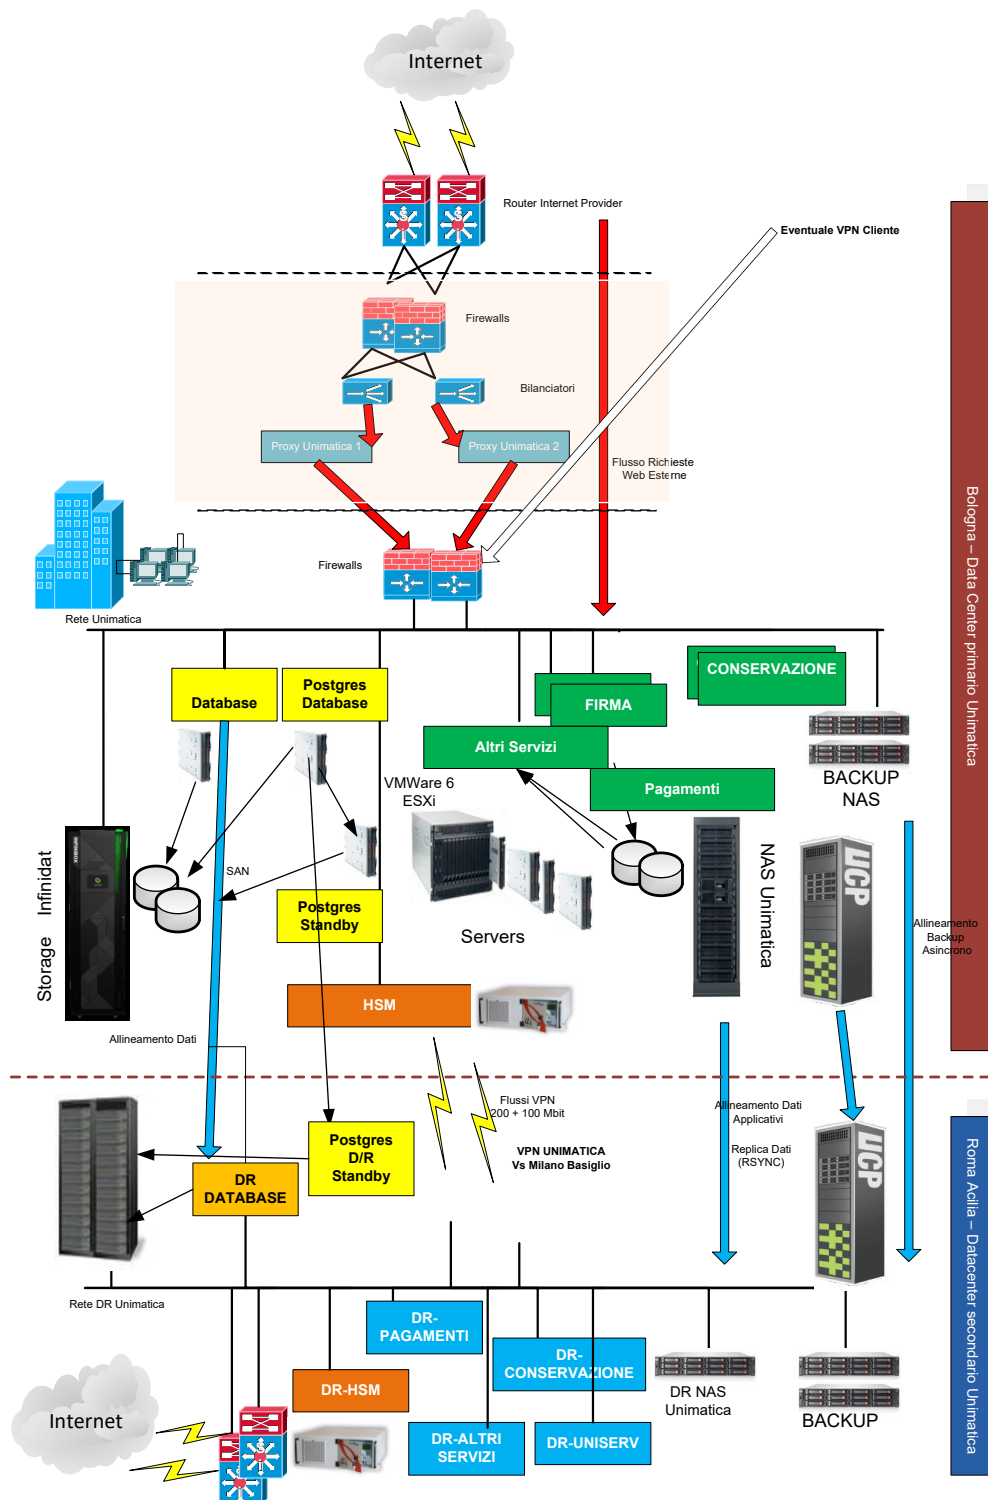 Internet
Router Internet Provider
Eventuale VPN Cliente
Firewalls
Bilanciatori
Proxy Unimatica 1
Proxy Unimatica 2
Flusso Richieste
Web Esterne
Firewalls
Rete Unimatica
Bologna – Data Center primario Unimatica
Database
Postgres
Database
FIRMA
CONSERVAZIONE
Altri Servizi
Pagamenti
BACKUP
NAS
VMWare 6
ESXi
Storage Infinidat
SAN
Postgres
Standby
Servers
NAS Unimatica
UCP
Allineamento
Backup
Asincrono
HSM
Allineamento Dati
Flussi VPN
200 + 100 Mbit
VPN UNIMATICA
Vs Milano Basiglio
Allineamento Dati
Applicativi
Replica Dati
(RSYNC)
UCP
Postgres
D/R
Standby
DR
DATABASE
Roma Acilia – Datacenter secondario Unimatica
Rete DR Unimatica
DR-
PAGAMENTI
DR-
CONSERVAZIONE
DR-HSM
DR NAS
Unimatica
BACKUP
Internet
DR-ALTRI
SERVIZI
DR-UNISERV